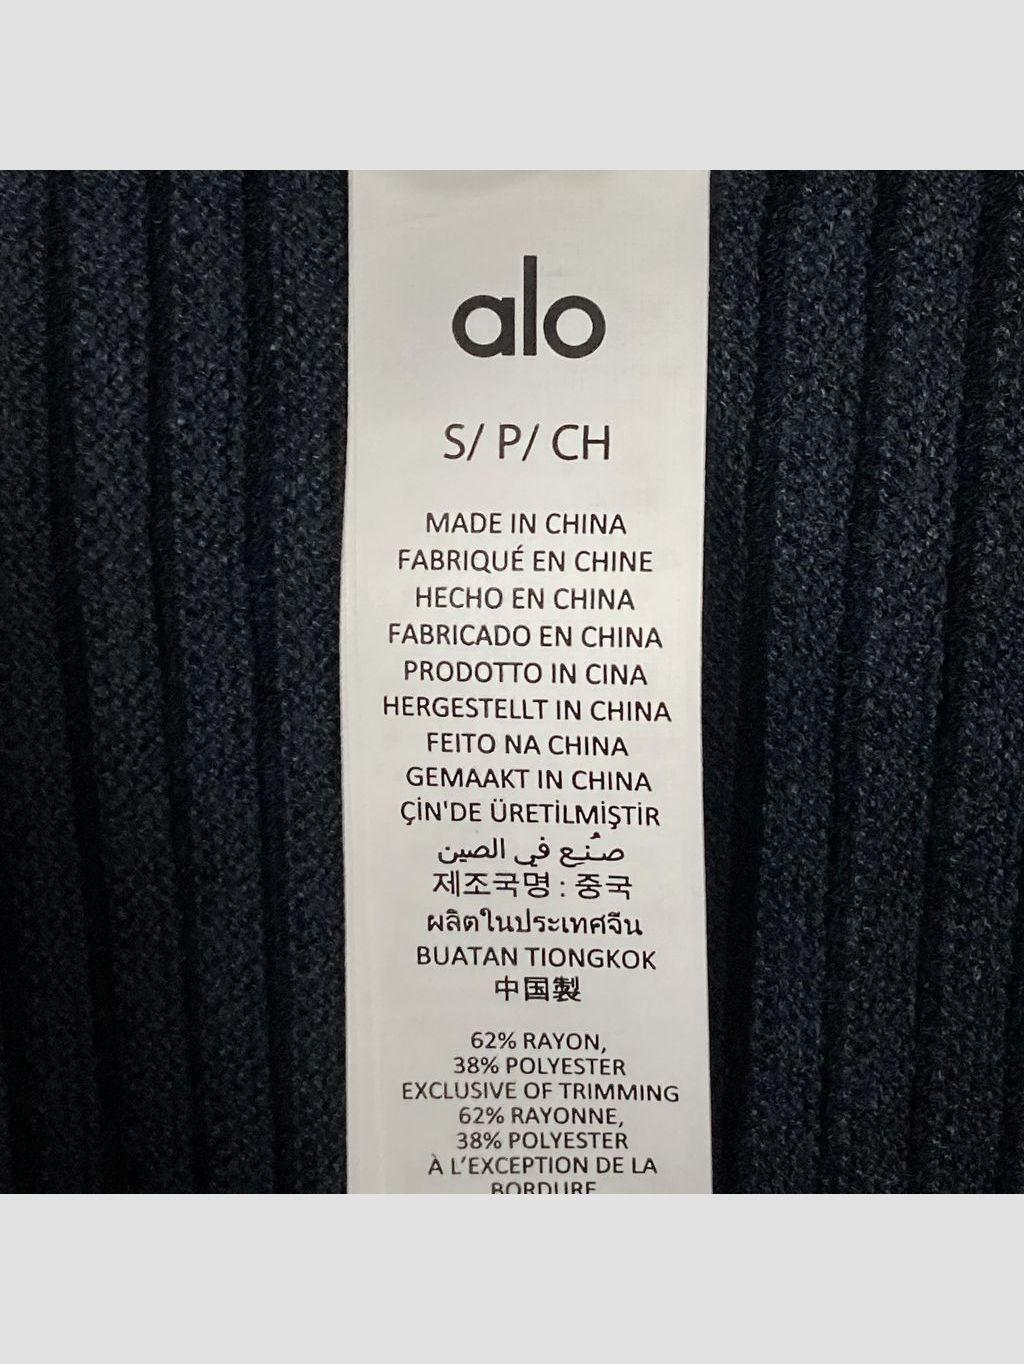 alo
S/ P/ CH
MADE IN CHINA
FABRIQUÉ EN CHINE
HECHO EN CHINA
FABRICADO EN CHINA
PRODOTTO IN CINA
HERGESTELLT IN CHINA
FEITO NA CHINA
GEMAAKT IN CHINA
ÇİN'DE ÜRETİLMİŞTİR
صُنِع في الصين
제조국명 : 중국
ผลิตในประเทศจีน
BUATAN TIONGKOK
中国製
62% RAYON,
38% POLYESTER
EXCLUSIVE OF TRIMMING
62% RAYONNE,
38% POLYESTER
À L’EXCEPTION DE LA
BORDURE